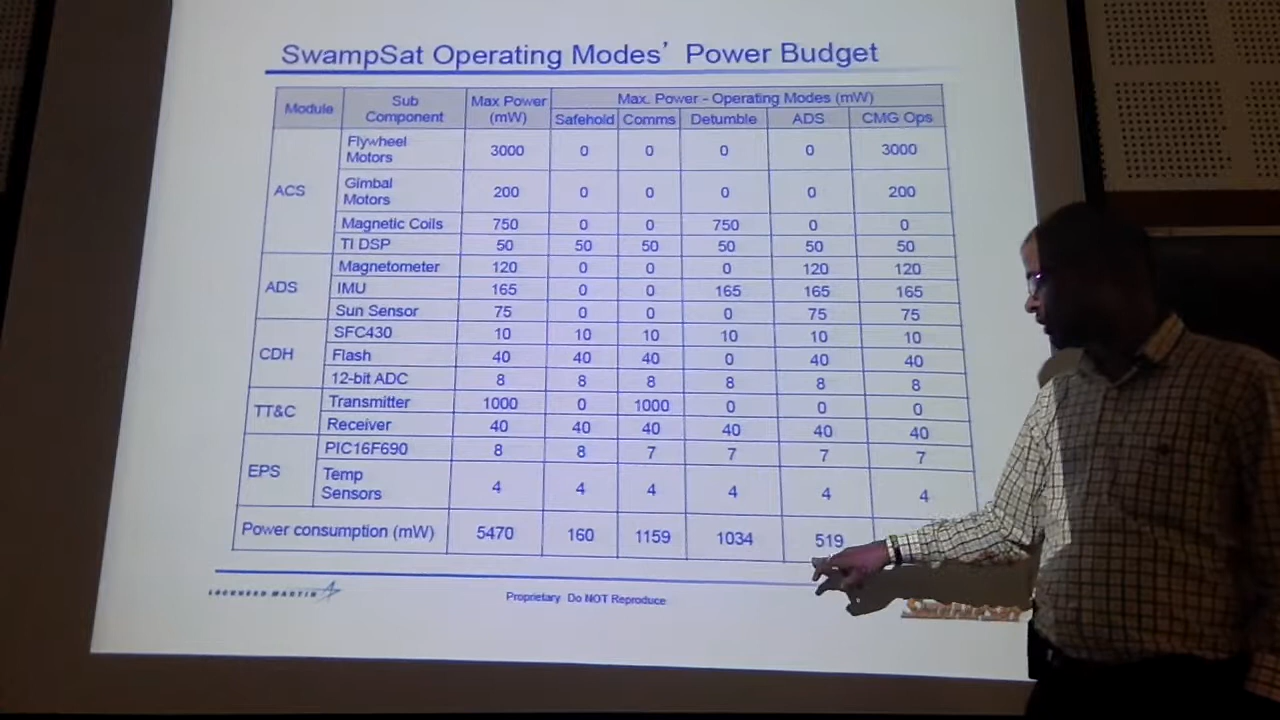 SwampSat Operating Modes' Power Budget
Module Sub Component Max Power (mW) Max. Power - Operating Modes (mW)
Safehold Comms Detumble ADS CMG Ops
ACS Flywheel Motors 3000 0 0 0 0 3000
Gimbal Motors 200 0 0 0 0 200
Magnetic Coils 750 0 0 750 0 0
TI DSP 50 50 50 50 50 50
ADS Magnetometer 120 0 0 0 120 120
IMU 165 0 0 165 165 165
Sun Sensor 75 0 0 0 75 75
CDH SFC430 10 10 10 10 10 10
Flash 40 40 40 0 40 40
12-bit ADC 8 8 8 8 8 8
TT&C Transmitter 1000 0 1000 0 0 0
Receiver 40 40 40 40 40 40
EPS PIC16F690 8 8 7 7 7 7
Temp Sensors 4 4 4 4 4 4
Power consumption (mW) 5470 160 1159 1034 519
LOCKHEED MARTIN
Proprietary Do NOT Reproduce